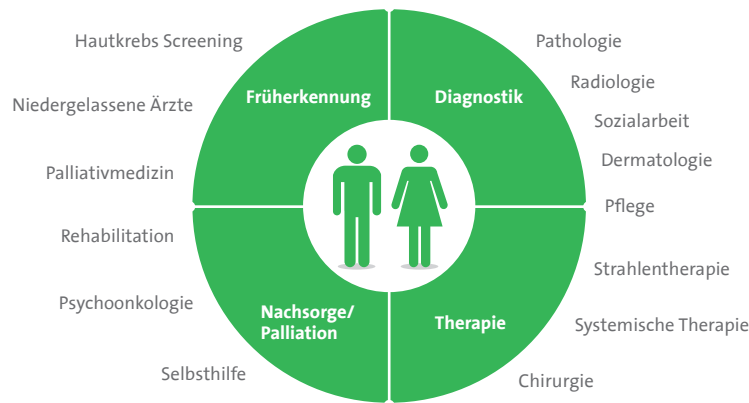 Hautkrebs Screening
Niedergelassene Ärzte
Palliativmedizin
Rehabilitation
Psychoonkologie
Selbsthilfe
Früherkennung
Diagnostik
Nachsorge/
Palliation
Therapie
Pathologie
Radiologie
Sozialarbeit
Dermatologie
Pflege
Strahlentherapie
Systemische Therapie
Chirurgie